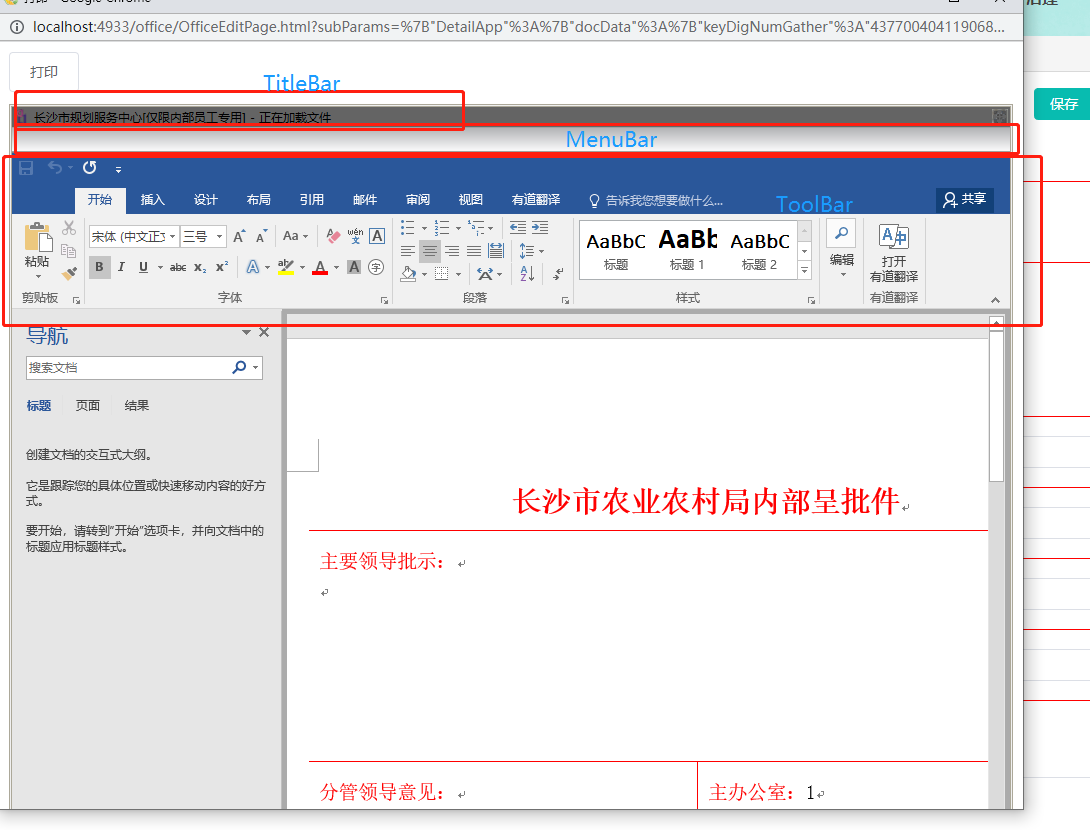 localhost:4933/office/OfficeEditPage.html?subParams=%7B"DetailApp"%3A%7B"docData"%3A%7B"keyDigNumGather"%3A"437700404119068...
打印
保存
TitleBar
长沙市规划服务中心[仅限内部员工专用] - 正在加载文件
MenuBar
开始 插入 设计 布局 引用 邮件 审阅 视图 有道翻译 告诉我您想要做什么... 共享
ToolBar
粘贴
宋体 (中文正文 三号 A A Aa wén 文 A
B I U abc x₂ x² A aby A A 字
AaBbC AaBb AaBbC
标题 标题 1 标题 2
编辑
打开
有道翻译
剪贴板 字体 段落 样式 有道翻译
导航
搜索文档
标题 页面 结果
创建文档的交互式大纲。
它是跟踪您的具体位置或快速移动内容的好方
式。
要开始，请转到"开始"选项卡，并向文档中的
标题应用标题样式。
长沙市农业农村局内部呈批件
主要领导批示：
分管领导意见：
主办公室：1